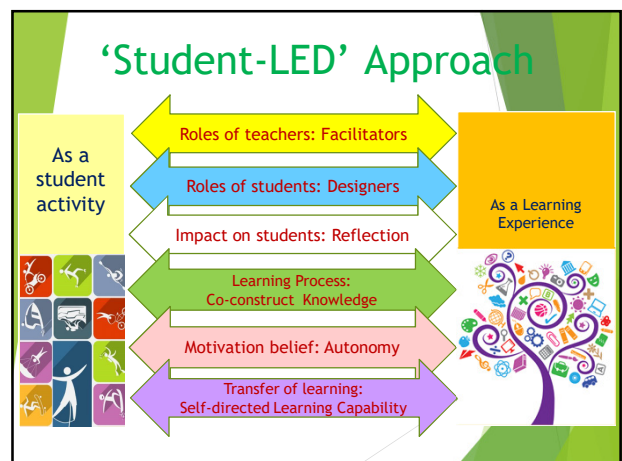 ‘Student-LED’ Approach
As a
student
activity
Roles of teachers: Facilitators
Roles of students: Designers
Impact on students: Reflection
Learning Process:
Co-construct Knowledge
Motivation belief: Autonomy
Transfer of learning:
Self-directed Learning Capability
As a Learning
Experience